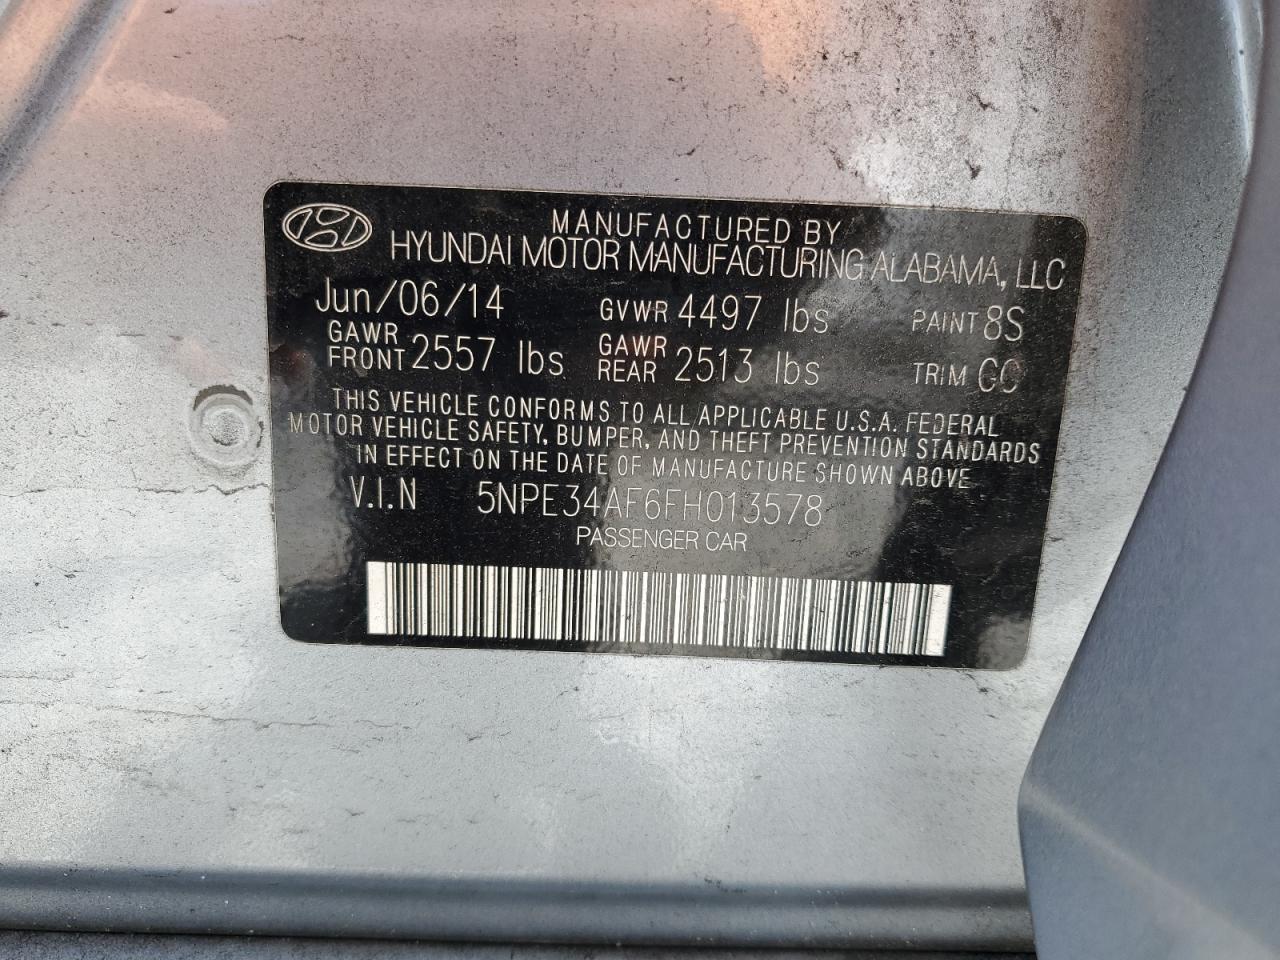 MANUFACTURED BY
HYUNDAI MOTOR MANUFACTURING ALABAMA, LLC
Jun/06/14 GVWR 4497 lbs PAINT 8S
GAWR FRONT 2557 lbs GAWR REAR 2513 lbs TRIM CC
THIS VEHICLE CONFORMS TO ALL APPLICABLE U.S.A. FEDERAL
MOTOR VEHICLE SAFETY, BUMPER, AND THEFT PREVENTION STANDARDS
IN EFFECT ON THE DATE OF MANUFACTURE SHOWN ABOVE
V.I.N 5NPE34AF6FH013578
PASSENGER CAR